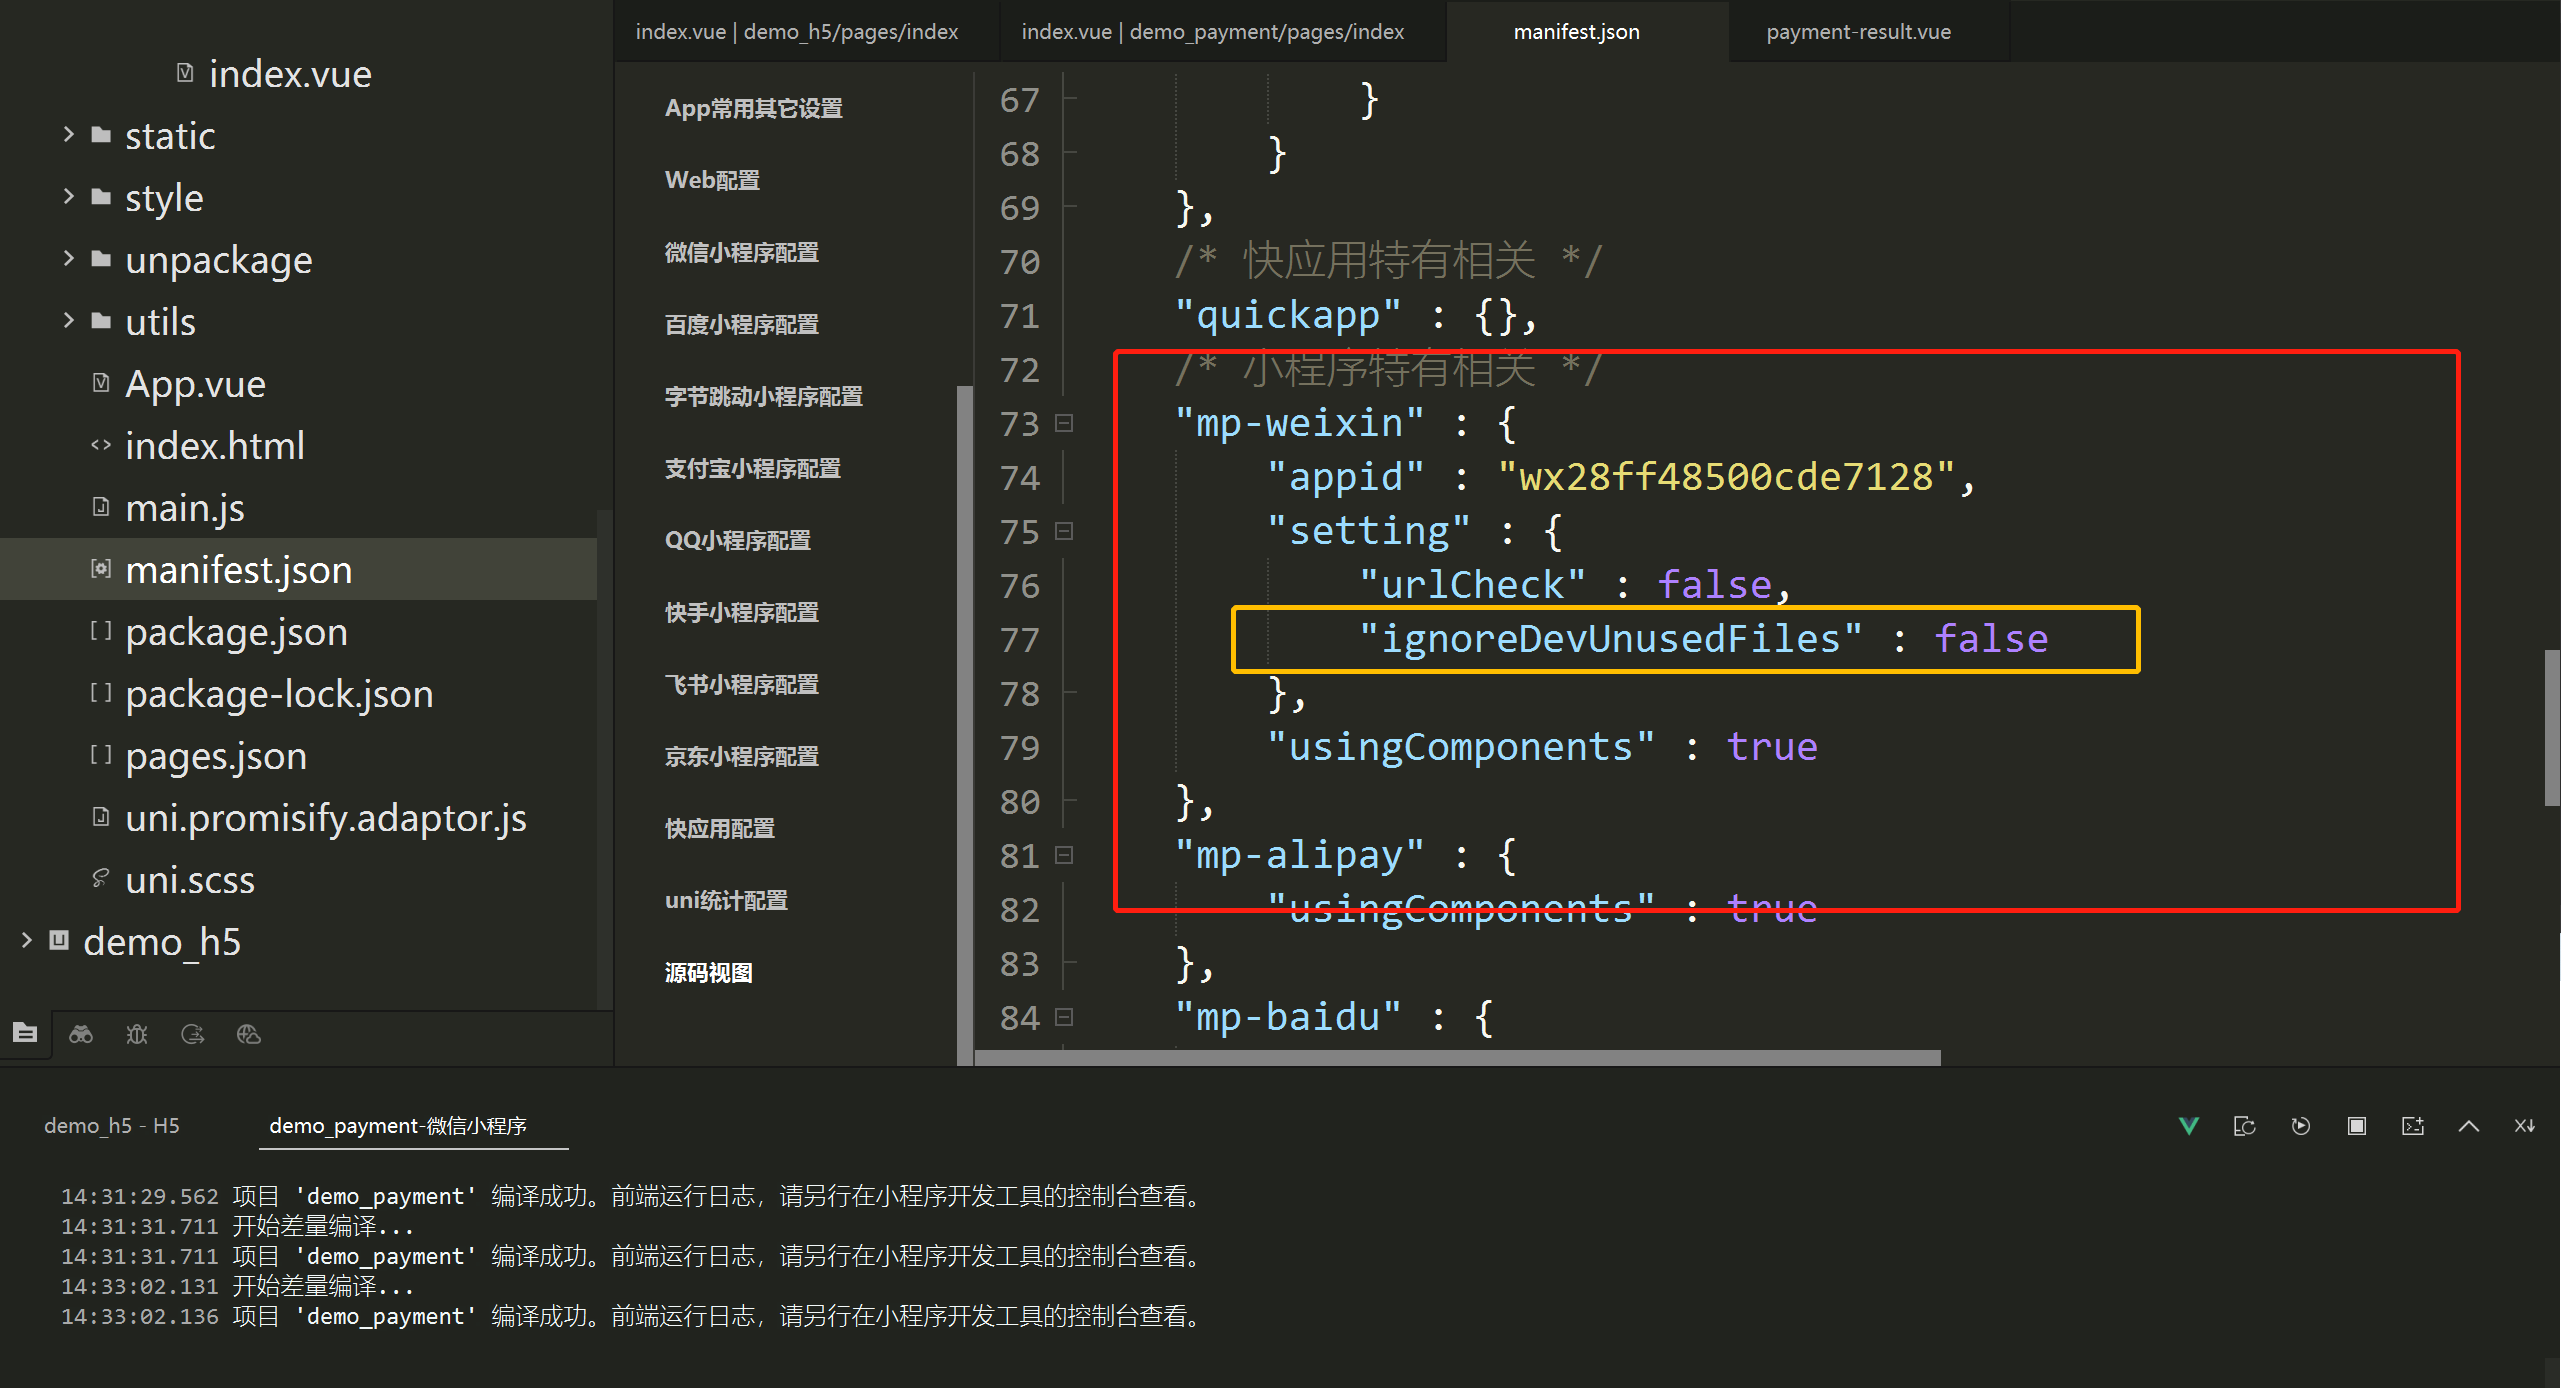 index.vue
static
style
unpackage
utils
App.vue
index.html
main.js
manifest.json
package.json
package-lock.json
pages.json
uni.promisify.adaptor.js
uni.scss
demo_h5
index.vue | demo_h5/pages/index
index.vue | demo_payment/pages/index
manifest.json
payment-result.vue
App常用其它设置
Web配置
微信小程序配置
百度小程序配置
字节跳动小程序配置
支付宝小程序配置
QQ小程序配置
快手小程序配置
飞书小程序配置
京东小程序配置
快应用配置
uni统计配置
源码视图
67 }
68 }
69 },
70 /* 快应用特有相关 */
71 "quickapp" : {},
72 /* 小程序特有相关 */
73 "mp-weixin" : {
74 "appid" : "wx28ff48500cde7128",
75 "setting" : {
76 "urlCheck" : false,
77 "ignoreDevUnusedFiles" : false
78 },
79 "usingComponents" : true
80 },
81 "mp-alipay" : {
82 "usingComponents" : true
83 },
84 "mp-baidu" : {
demo_h5 - H5
demo_payment-微信小程序
14:31:29.562 项目 'demo_payment' 编译成功。前端运行日志，请另行在小程序开发工具的控制台查看。
14:31:31.711 开始差量编译...
14:31:31.711 项目 'demo_payment' 编译成功。前端运行日志，请另行在小程序开发工具的控制台查看。
14:33:02.131 开始差量编译...
14:33:02.136 项目 'demo_payment' 编译成功。前端运行日志，请另行在小程序开发工具的控制台查看。